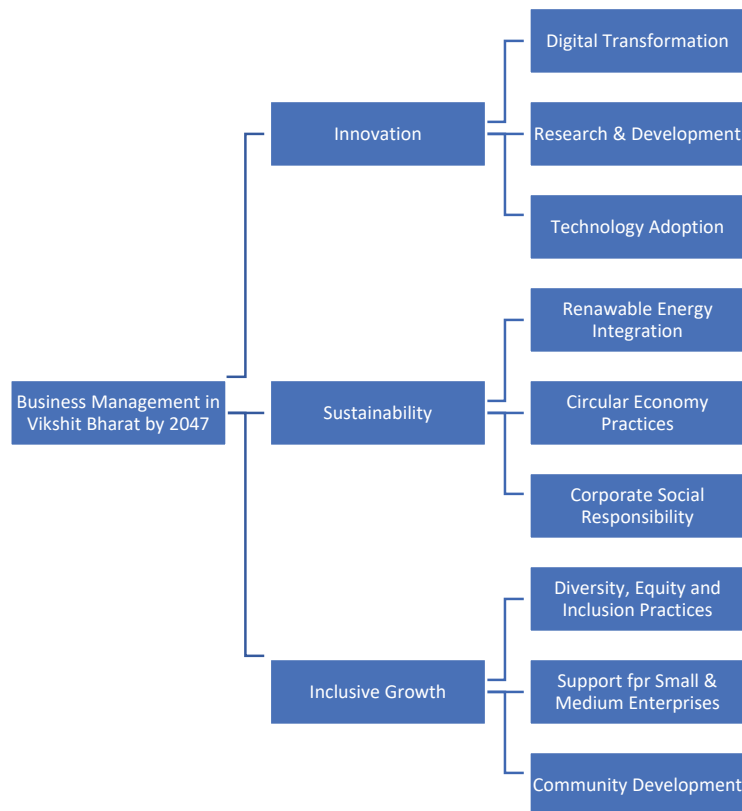 Business Management in
Vikshit Bharat by 2047
Innovation
Digital Transformation
Research & Development
Technology Adoption
Sustainability
Renawable Energy
Integration
Circular Economy
Practices
Corporate Social
Responsibility
Inclusive Growth
Diversity, Equity and
Inclusion Practices
Support fpr Small &
Medium Enterprises
Community Development